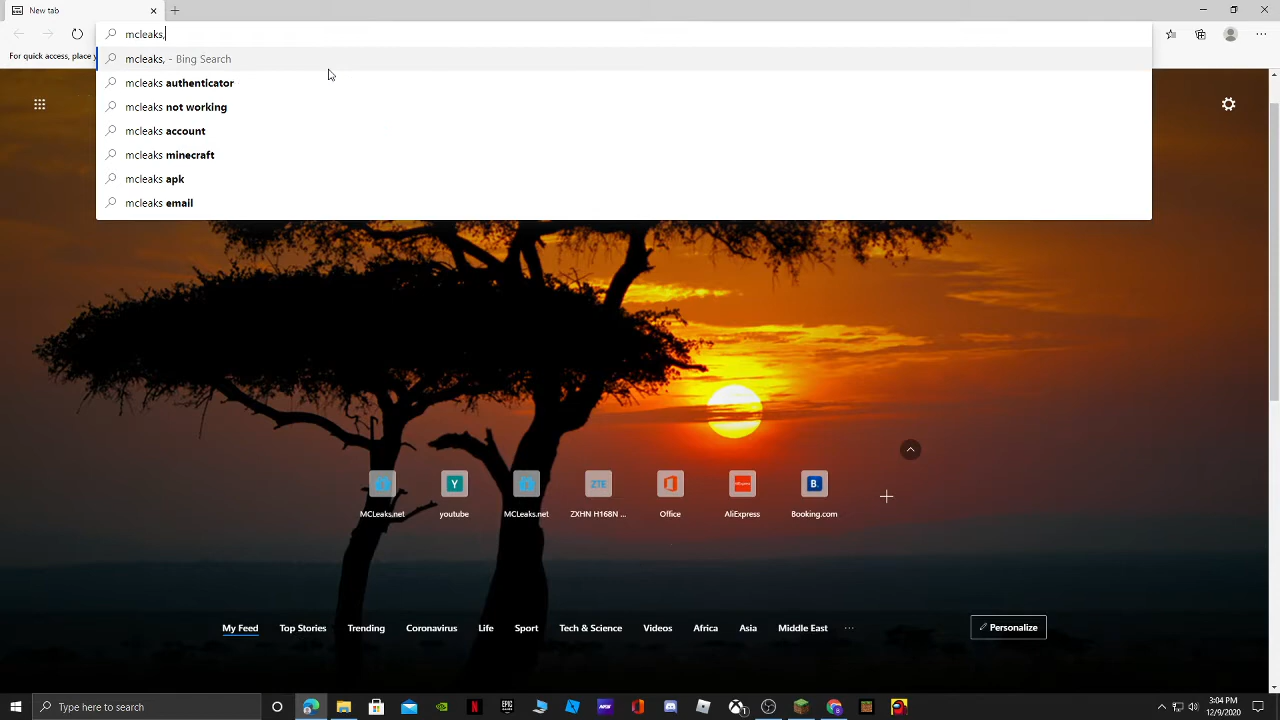 New tab
mcleaks,
For quick access, place y
mcleaks, - Bing Search
mcleaks authenticator
mcleaks not working
mcleaks account
mcleaks minecraft
mcleaks apk
mcleaks email
MCLeaks.net
youtube
MCLeaks.net
ZXHN H168N ...
Office
AliExpress
Booking.com
My Feed Top Stories Trending Coronavirus Life Sport Tech & Science Videos Africa Asia Middle East ...
Personalize
Type here to search
3:04 PM
12/9/2020